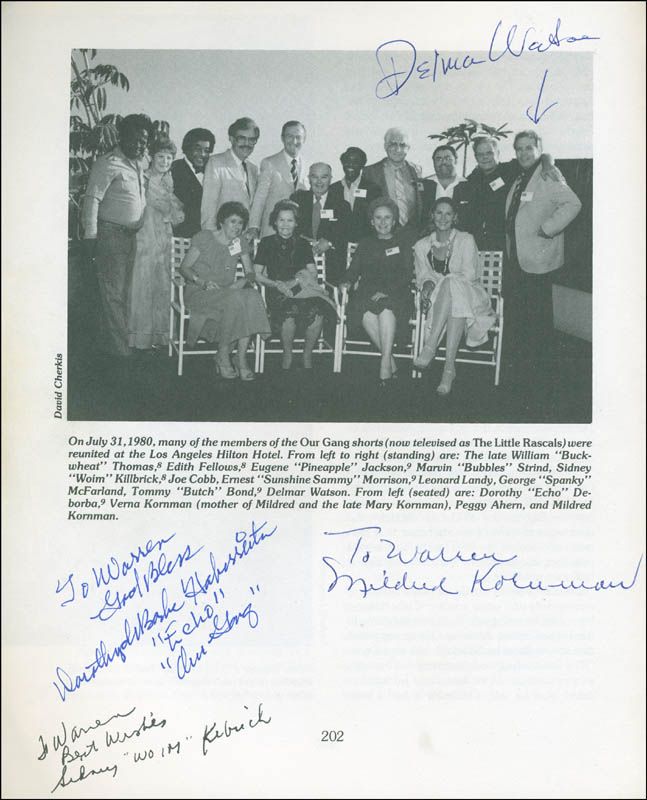 Delmar Watson
David Cherkis
On July 31, 1980, many of the members of the Our Gang shorts (now televised as The Little Rascals) were
reunited at the Los Angeles Hilton Hotel. From left to right (standing) are: The late William "Buck-
wheat" Thomas,⁸ Edith Fellows,⁸ Eugene "Pineapple" Jackson,⁹ Marvin "Bubbles" Strind, Sidney
"Woim" Killbrick,⁸ Joe Cobb, Ernest "Sunshine Sammy" Morrison,⁹ Leonard Landy, George "Spanky"
McFarland, Tommy "Butch" Bond,⁹ Delmar Watson. From left (seated) are: Dorothy "Echo" De-
borba,⁹ Verna Kornman (mother of Mildred and the late Mary Kornman), Peggy Ahern, and Mildred
Kornman.
To Warren
God Bless
"Echo"
"Our Gang"
To Warren
Mildred Kornman
To Warren
Best Wishes
Sidney "WOIM" Kibrick
202